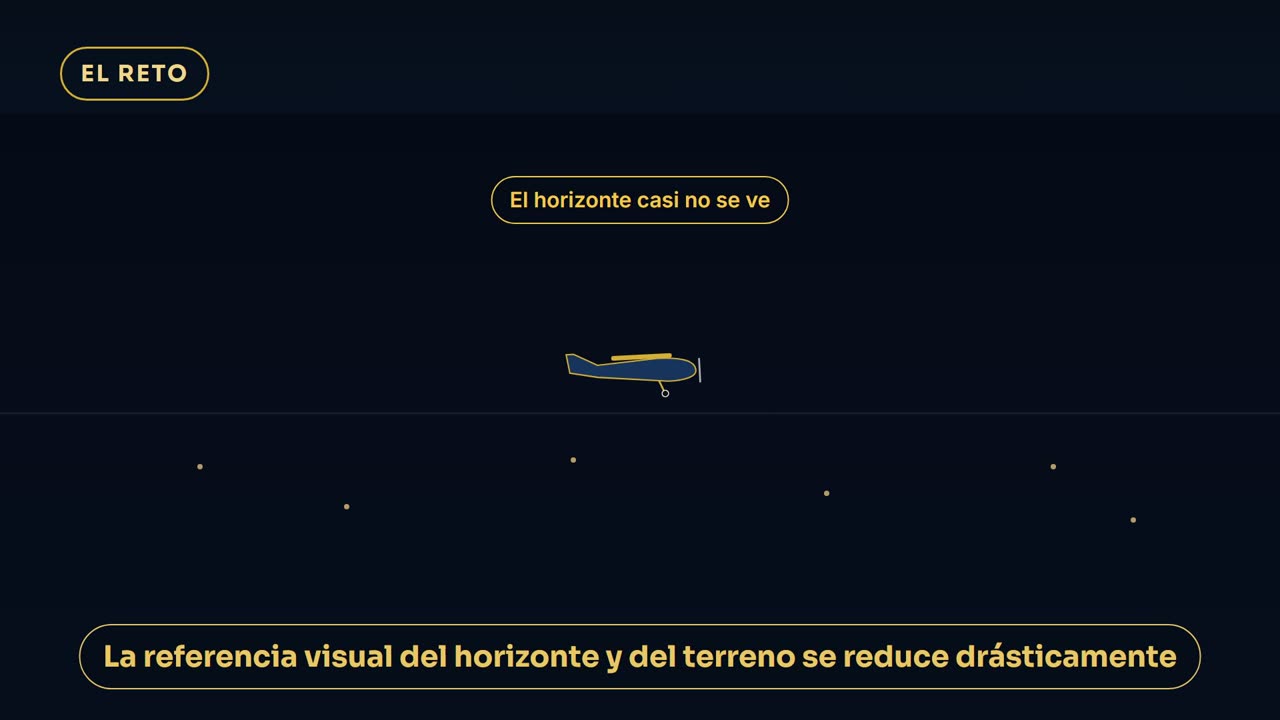 EL RETO
El horizonte casi no se ve
La referencia visual del horizonte y del terreno se reduce drásticamente